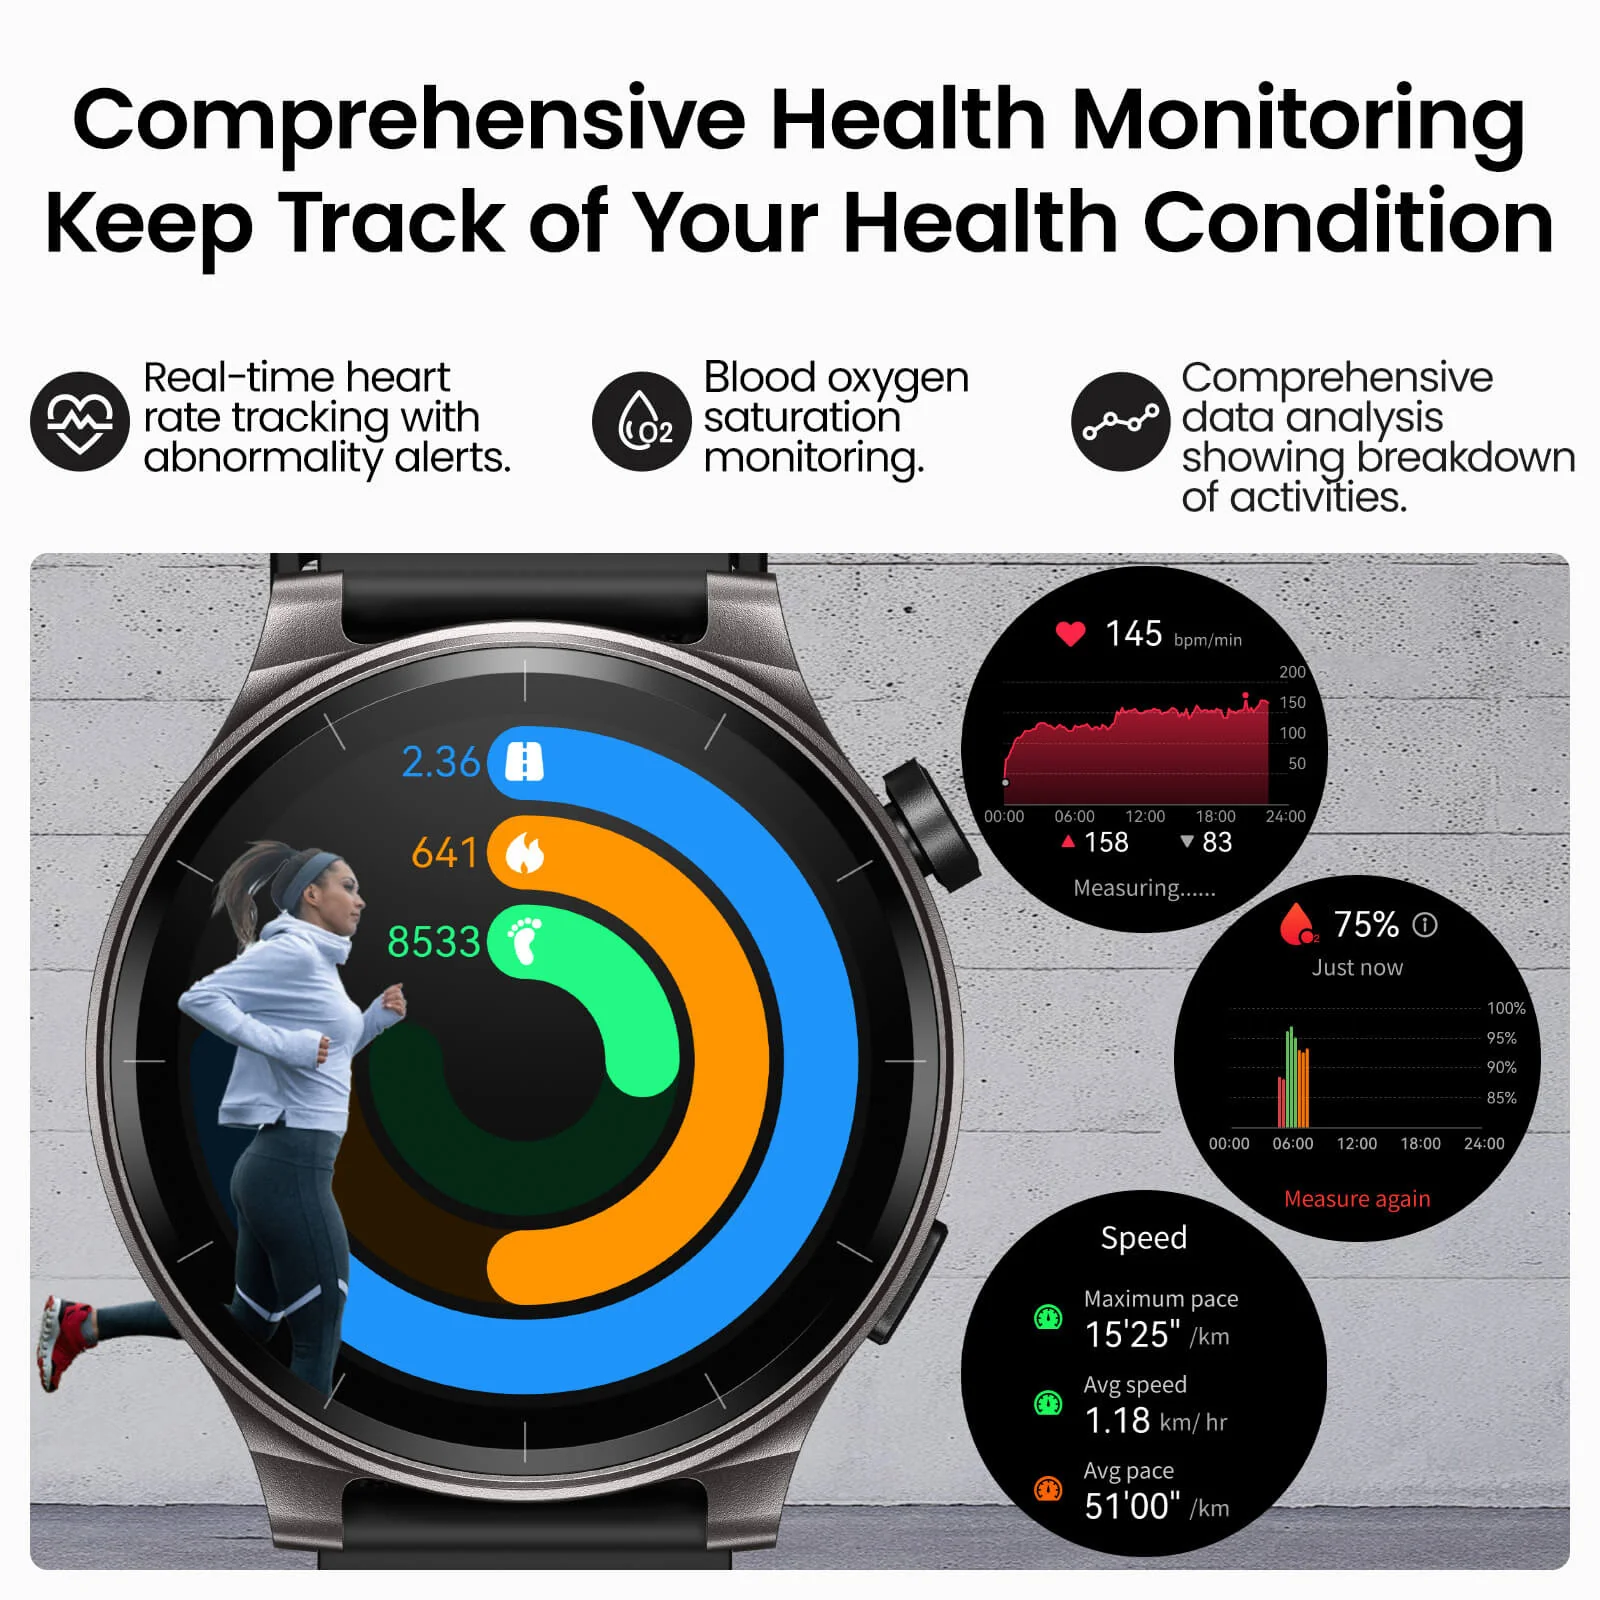 Comprehensive Health Monitoring
Keep Track of Your Health Condition
Real-time heart
rate tracking with
abnormality alerts.
O2
Blood oxygen
saturation
monitoring.
Comprehensive
data analysis
showing breakdown
of activities.
2.36
641
8533
145 bpm/min
200
150
100
50
00:00 06:00 12:00 18:00 24:00
▲ 158 ▼ 83
Measuring......
O2 75% i
Just now
100%
95%
90%
85%
00:00 06:00 12:00 18:00 24:00
Measure again
Speed
Maximum pace
15'25" /km
Avg speed
1.18 km/ hr
Avg pace
51'00" /km